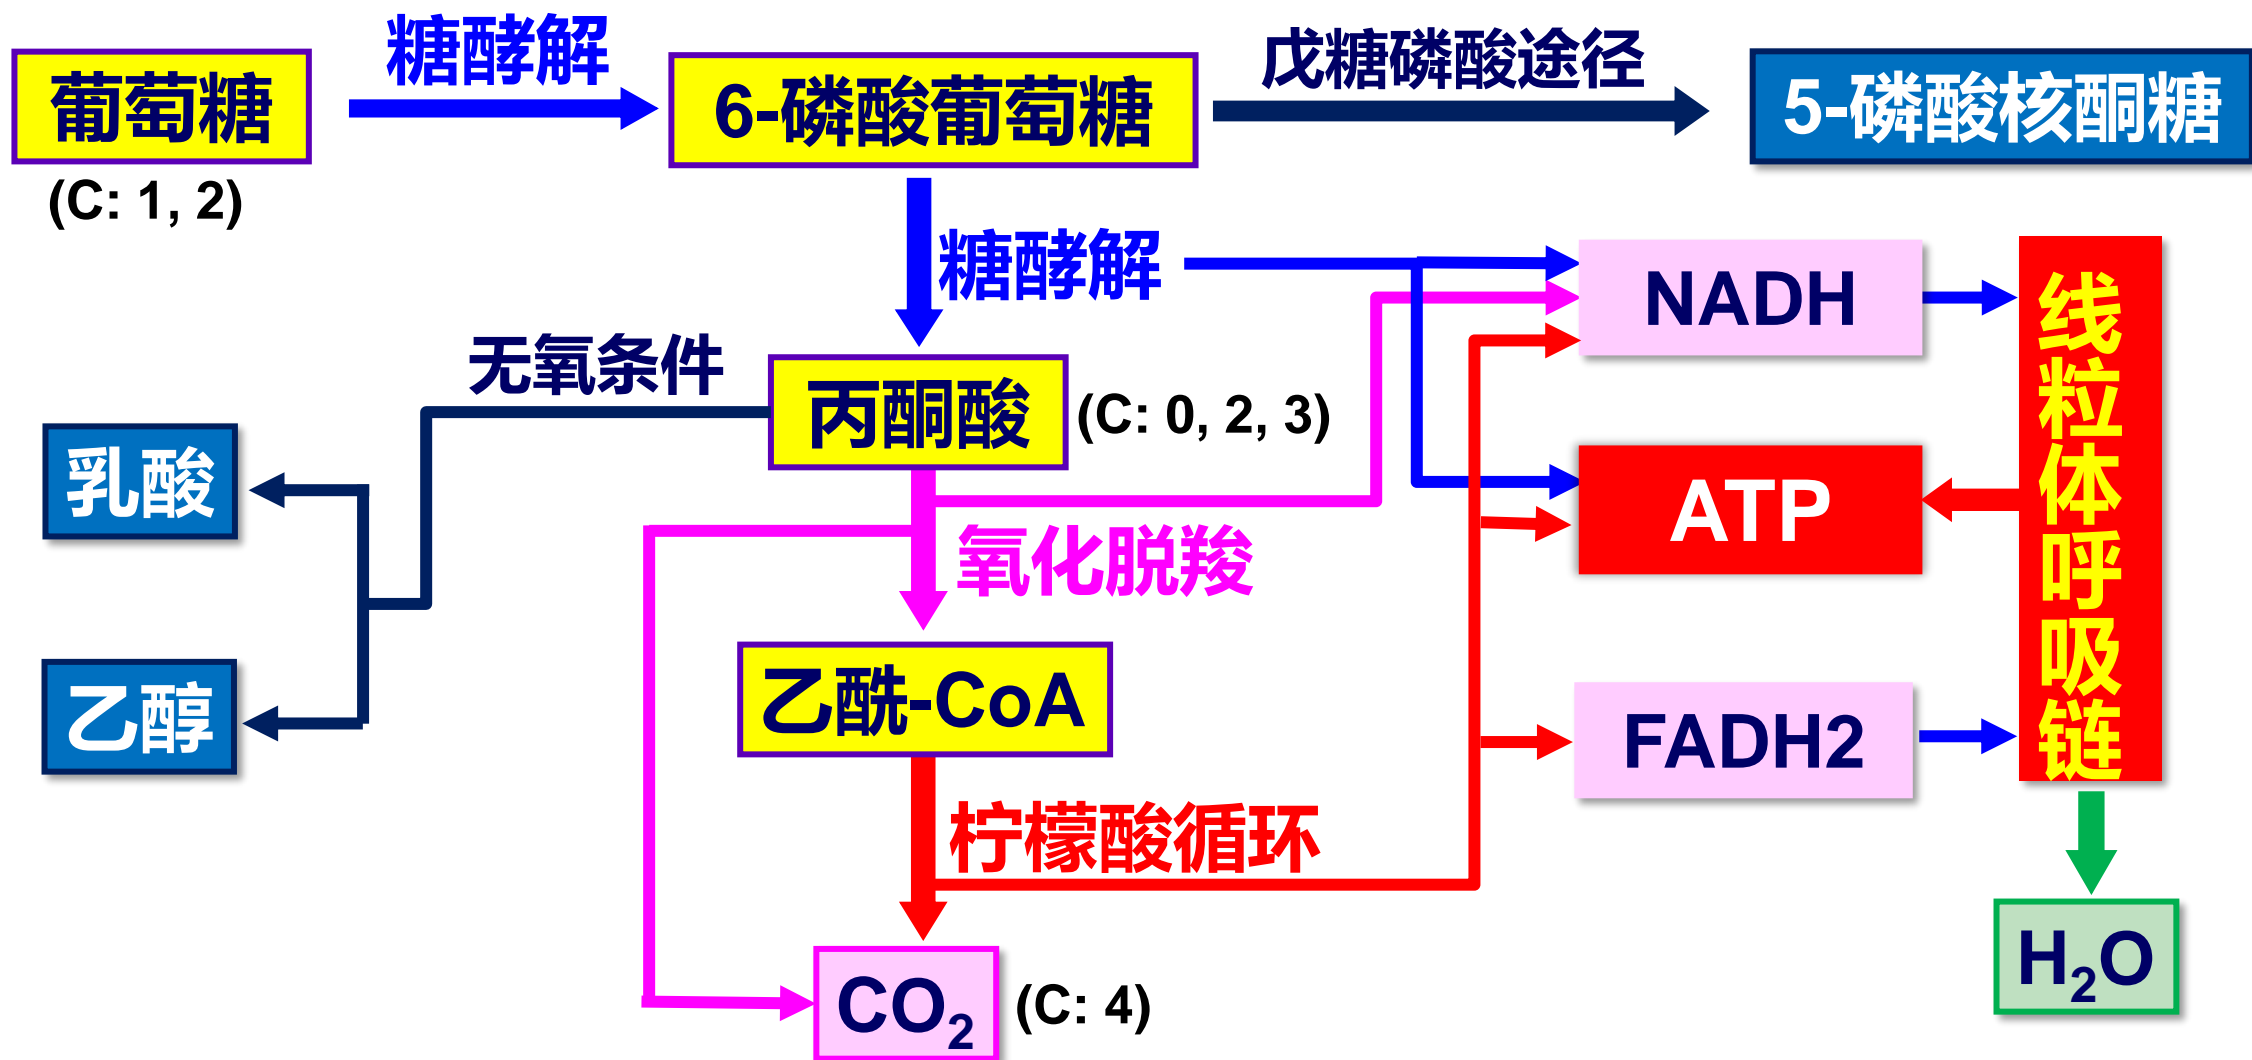 糖酵解
戊糖磷酸途径
葡萄糖
6-磷酸葡萄糖
5-磷酸核酮糖
(C: 1, 2)
糖酵解
NADH
线粒体呼吸链
无氧条件
丙酮酸
(C: 0, 2, 3)
乳酸
ATP
氧化脱羧
乙醇
乙酰-CoA
FADH2
柠檬酸循环
CO₂
(C: 4)
H₂O